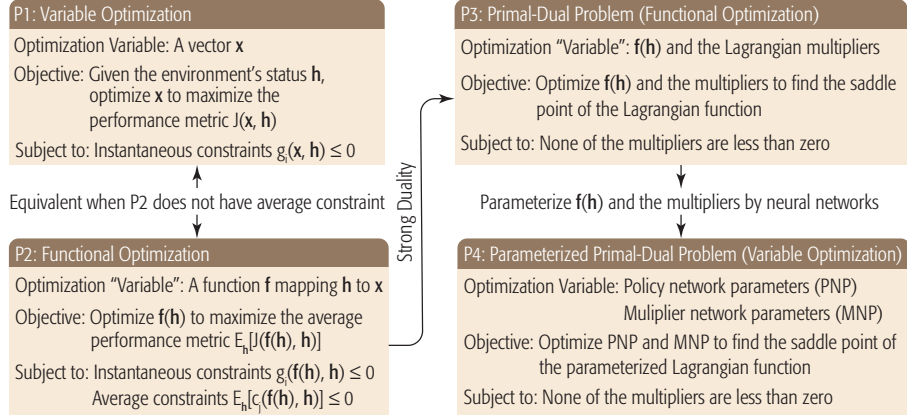 P1: Variable Optimization
Optimization Variable: A vector x
Objective: Given the environment's status h,
optimize x to maximize the
performance metric J(x, h)
Subject to: Instantaneous constraints gᵢ(x, h) ≤ 0
Equivalent when P2 does not have average constraint
P2: Functional Optimization
Optimization "Variable": A function f mapping h to x
Objective: Optimize f(h) to maximize the average
performance metric Eₕ[J(f(h), h)]
Subject to: Instantaneous constraints gᵢ(f(h), h) ≤ 0
Average constraints Eₕ[cⱼ(f(h), h)] ≤ 0
Strong Duality
P3: Primal-Dual Problem (Functional Optimization)
Optimization "Variable": f(h) and the Lagrangian multipliers
Objective: Optimize f(h) and the multipliers to find the saddle
point of the Lagrangian function
Subject to: None of the multipliers are less than zero
Parameterize f(h) and the multipliers by neural networks
P4: Parameterized Primal-Dual Problem (Variable Optimization)
Optimization Variable: Policy network parameters (PNP)
Muliplier network parameters (MNP)
Objective: Optimize PNP and MNP to find the saddle point of
the parameterized Lagrangian function
Subject to: None of the multipliers are less than zero